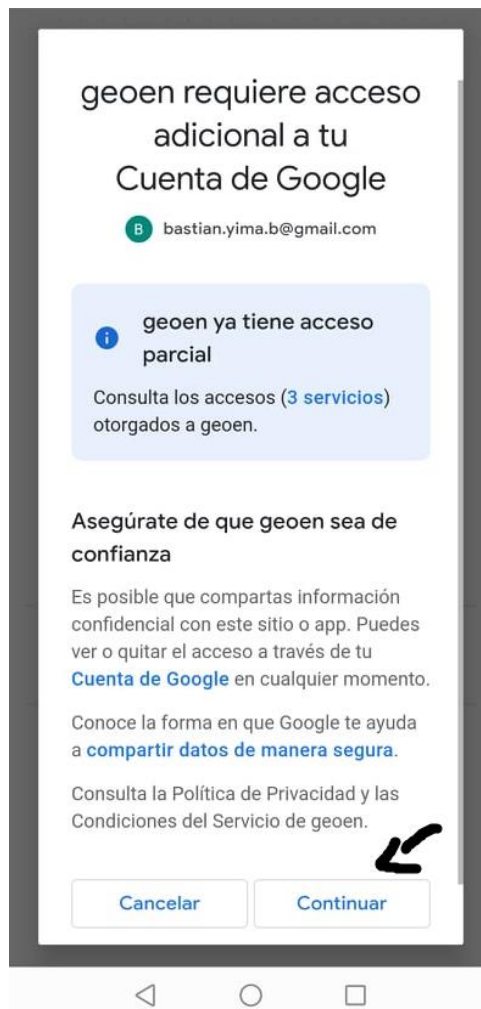 geoen requiere acceso
adicional a tu
Cuenta de Google
B bastian.yima.b@gmail.com
geoen ya tiene acceso
parcial
Consulta los accesos (3 servicios)
otorgados a geoen.
Asegúrate de que geoen sea de
confianza
Es posible que compartas información
confidencial con este sitio o app. Puedes
ver o quitar el acceso a través de tu
Cuenta de Google en cualquier momento.
Conoce la forma en que Google te ayuda
a compartir datos de manera segura.
Consulta la Política de Privacidad y las
Condiciones del Servicio de geoen.
Cancelar Continuar